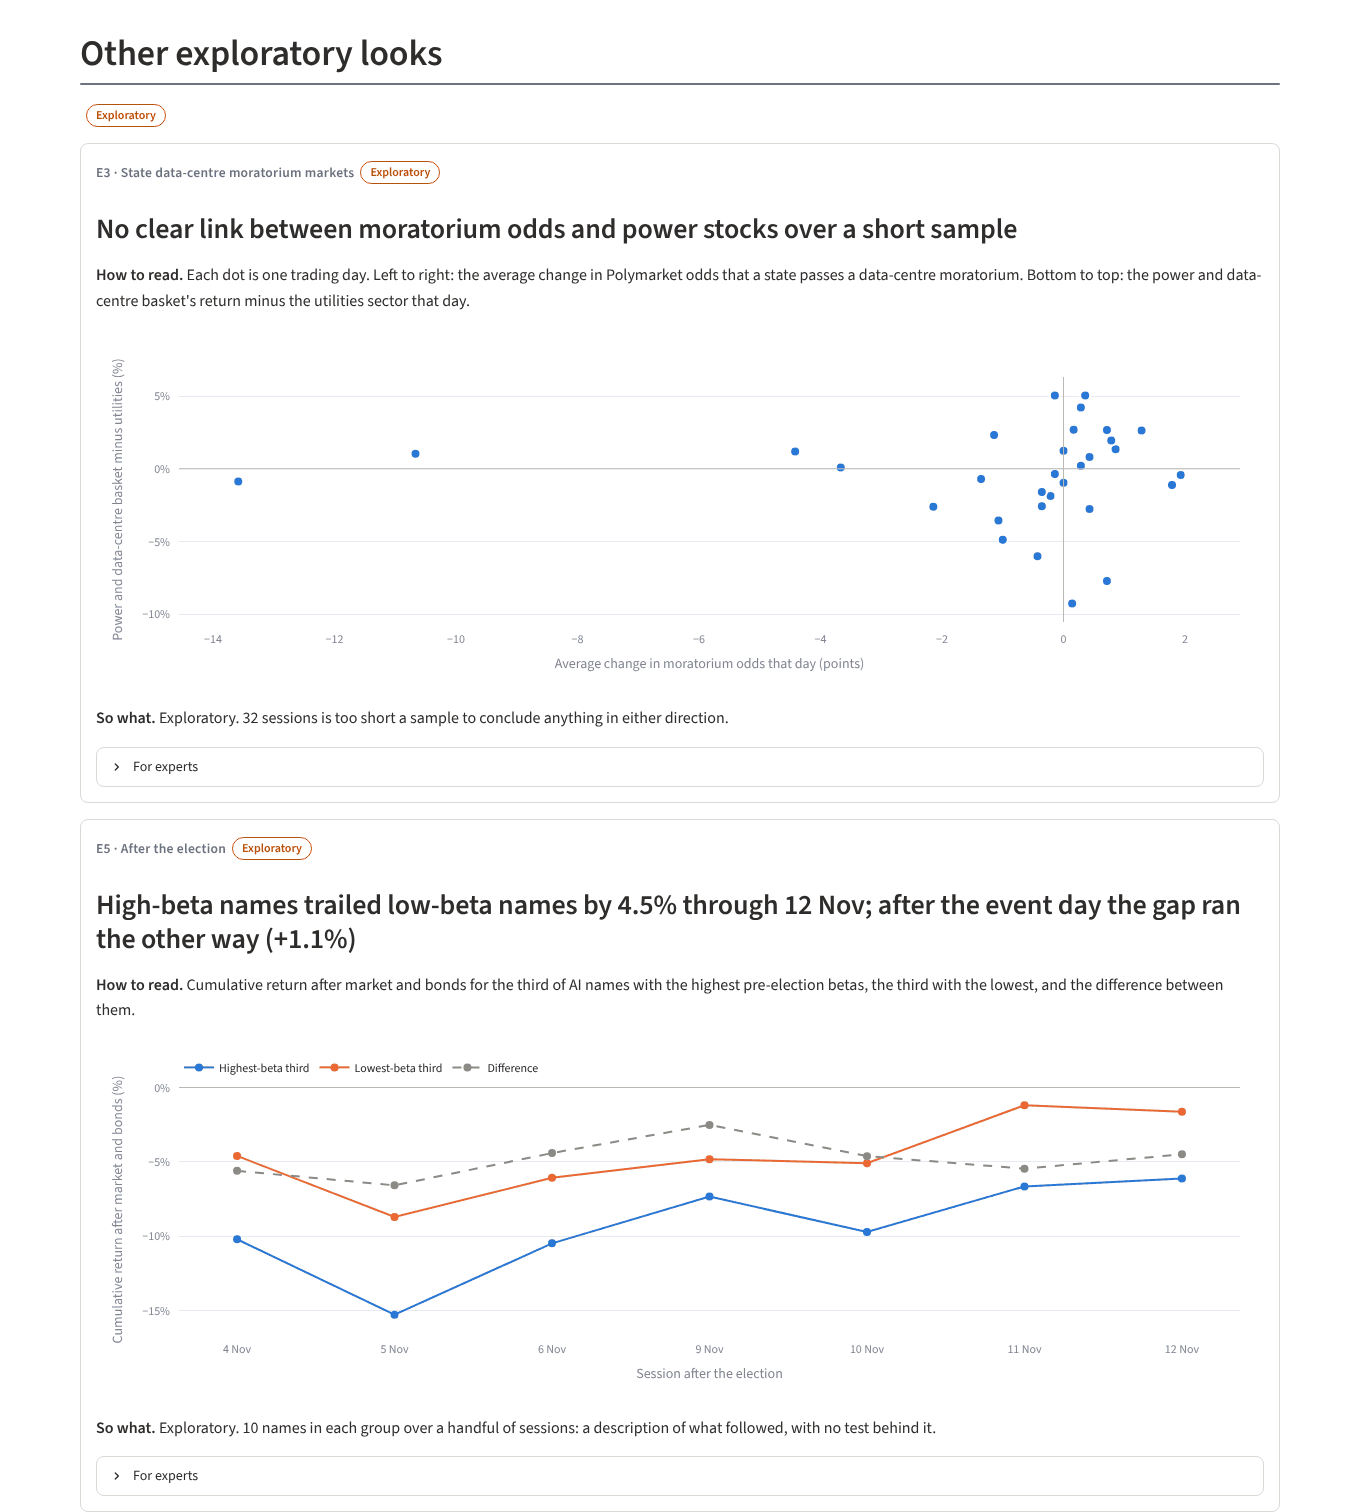 Other exploratory looks
Exploratory
E3 · State data-centre moratorium markets Exploratory
No clear link between moratorium odds and power stocks over a short sample
How to read. Each dot is one trading day. Left to right: the average change in Polymarket odds that a state passes a data-centre moratorium. Bottom to top: the power and data-
centre basket's return minus the utilities sector that day.
Power and data-centre basket minus utilities (%)
5%
0%
−5%
−10%
−14 −12 −10 −8 −6 −4 −2 0 2
Average change in moratorium odds that day (points)
So what. Exploratory. 32 sessions is too short a sample to conclude anything in either direction.
For experts
E5 · After the election Exploratory
High-beta names trailed low-beta names by 4.5% through 12 Nov; after the event day the gap ran
the other way (+1.1%)
How to read. Cumulative return after market and bonds for the third of AI names with the highest pre-election betas, the third with the lowest, and the difference between
them.
Highest-beta third Lowest-beta third Difference
Cumulative return after market and bonds (%)
0%
−5%
−10%
−15%
4 Nov 5 Nov 6 Nov 9 Nov 10 Nov 11 Nov 12 Nov
Session after the election
So what. Exploratory. 10 names in each group over a handful of sessions: a description of what followed, with no test behind it.
For experts